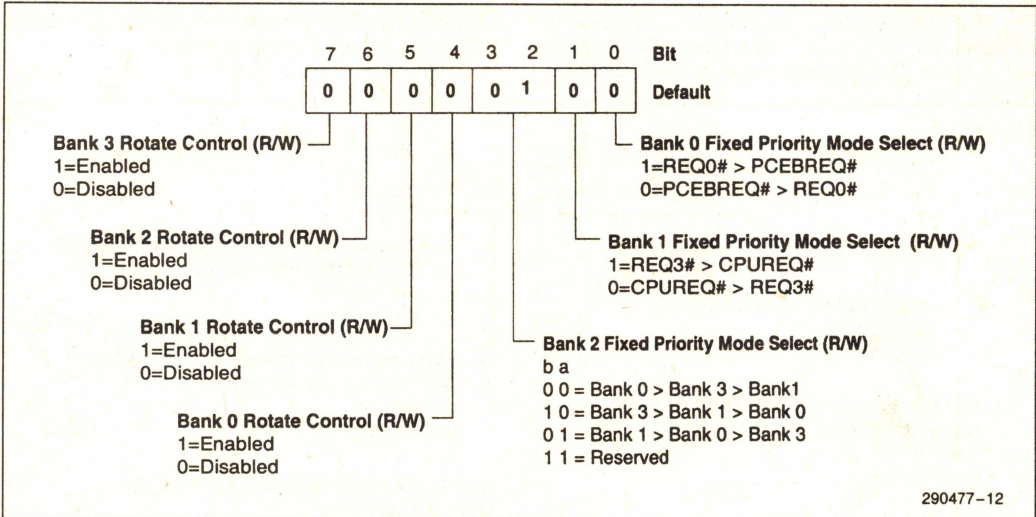 7 6 5 4 3 2 1 0 Bit
0 0 0 0 0 1 0 0 Default
Bank 3 Rotate Control (R/W)
1=Enabled
0=Disabled
Bank 2 Rotate Control (R/W)
1=Enabled
0=Disabled
Bank 1 Rotate Control (R/W)
1=Enabled
0=Disabled
Bank 0 Rotate Control (R/W)
1=Enabled
0=Disabled
Bank 0 Fixed Priority Mode Select (R/W)
1=REQ0# > PCEBREQ#
0=PCEBREQ# > REQ0#
Bank 1 Fixed Priority Mode Select (R/W)
1=REQ3# > CPUREQ#
0=CPUREQ# > REQ3#
Bank 2 Fixed Priority Mode Select (R/W)
b a
0 0 = Bank 0 > Bank 3 > Bank1
1 0 = Bank 3 > Bank 1 > Bank 0
0 1 = Bank 1 > Bank 0 > Bank 3
1 1 = Reserved
290477–12